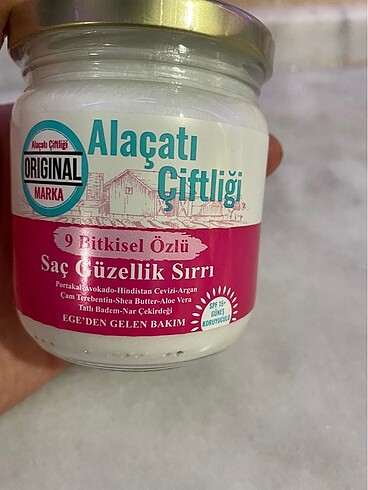 Alaçatı Çiftliği
ORIGINAL
MARKA
Alaçatı
Çiftliği
9 Bitkisel Özlü
Saç Güzellik Sırrı
Portakal-Avokado-Hindistan Cevizi-Argan
Çam Terebentin-Shea Butter-Aloe Vera
Tatlı Badem-Nar Çekirdeği
EGE'DEN GELEN BAKIM
SPF 15+
GÜNEŞ
KORUYUCULU